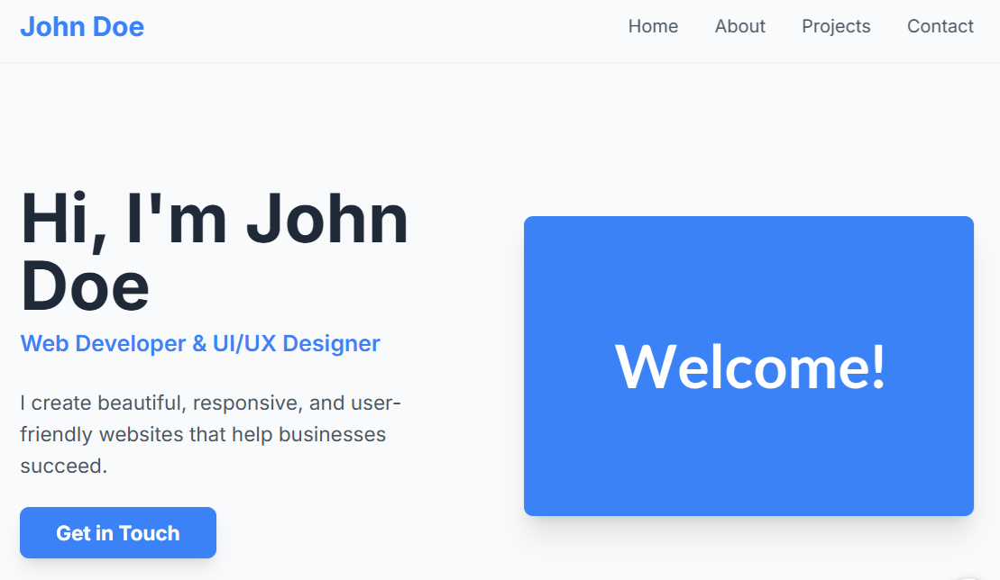 John Doe
Home About Projects Contact
Hi, I'm John
Doe
Web Developer & UI/UX Designer
I create beautiful, responsive, and user-
friendly websites that help businesses
succeed.
Get in Touch
Welcome!